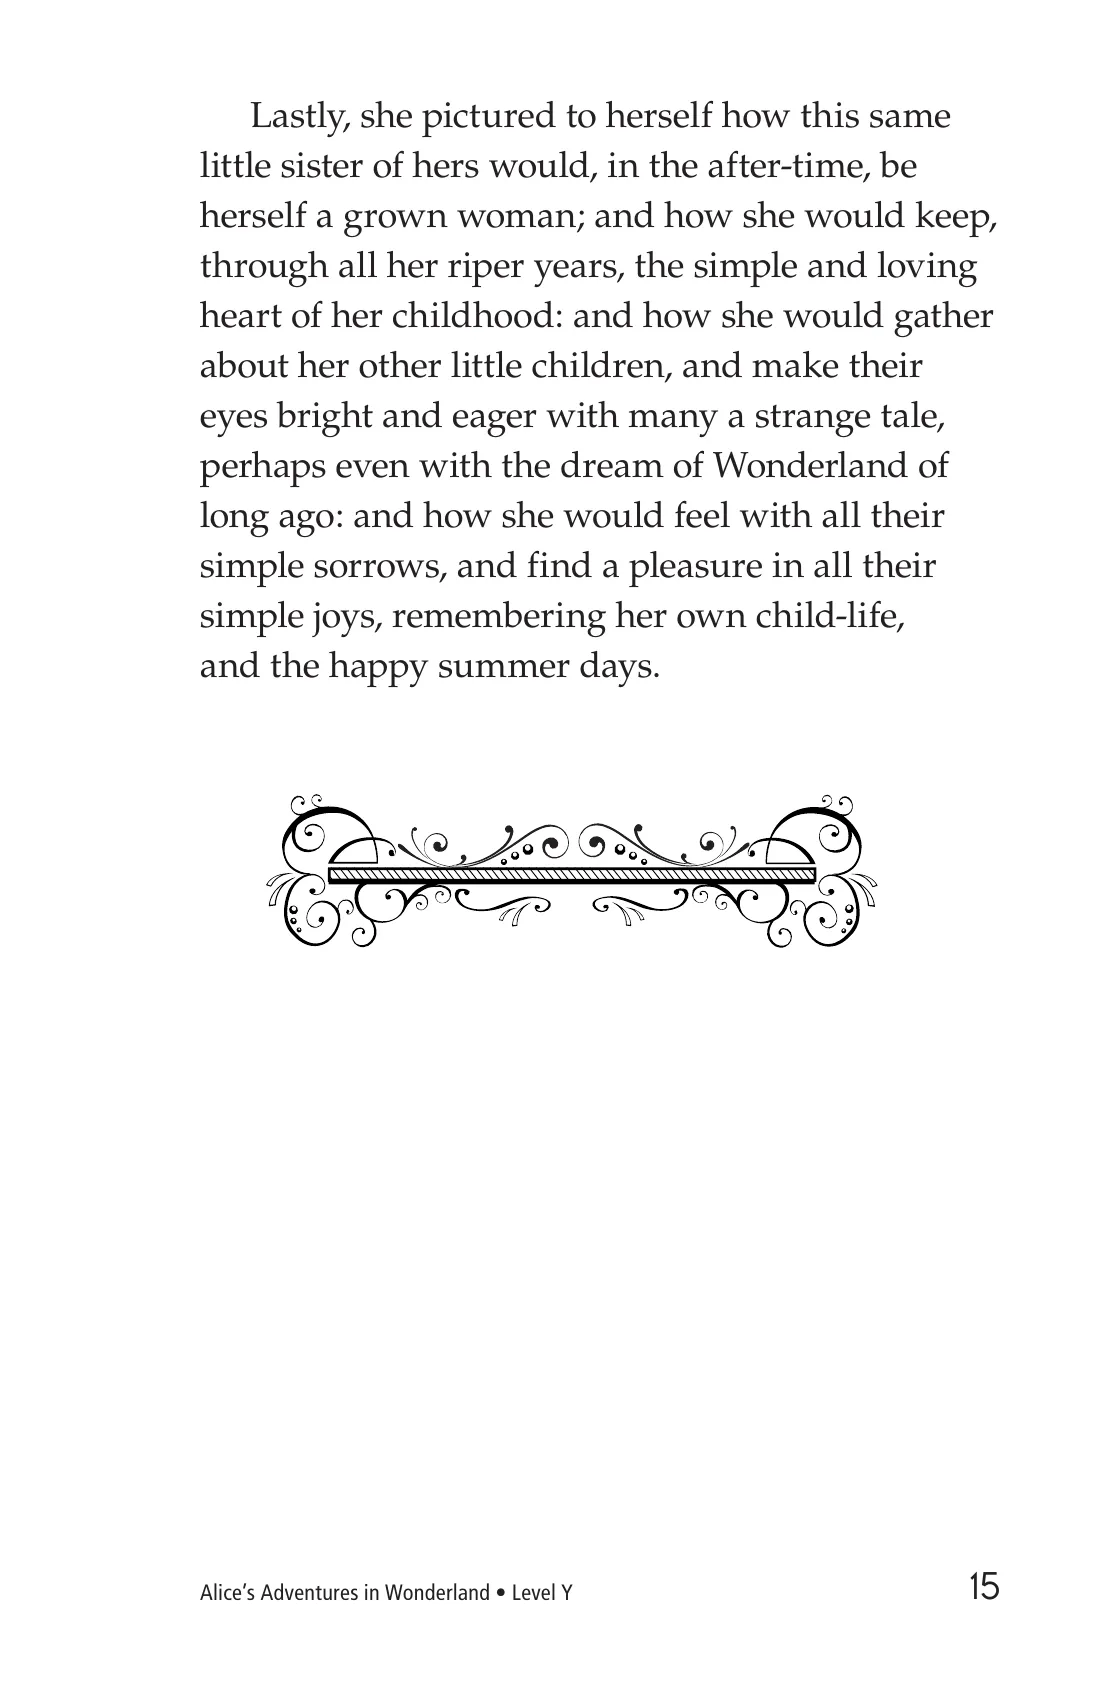 Lastly, she pictured to herself how this same
little sister of hers would, in the after-time, be
herself a grown woman; and how she would keep,
through all her riper years, the simple and loving
heart of her childhood: and how she would gather
about her other little children, and make their
eyes bright and eager with many a strange tale,
perhaps even with the dream of Wonderland of
long ago: and how she would feel with all their
simple sorrows, and find a pleasure in all their
simple joys, remembering her own child-life,
and the happy summer days.
Alice’s Adventures in Wonderland • Level Y
15